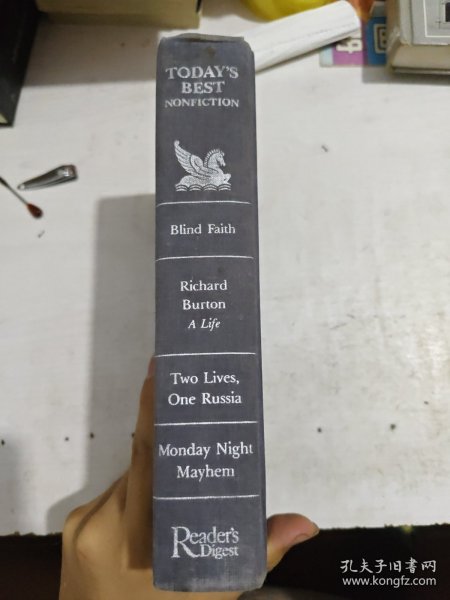 TODAY'S
BEST
NONFICTION
Blind Faith
Richard
Burton
A Life
Two Lives,
One Russia
Monday Night
Mayhem
Reader's
Digest
孔夫子旧书网
www.kongfz.com